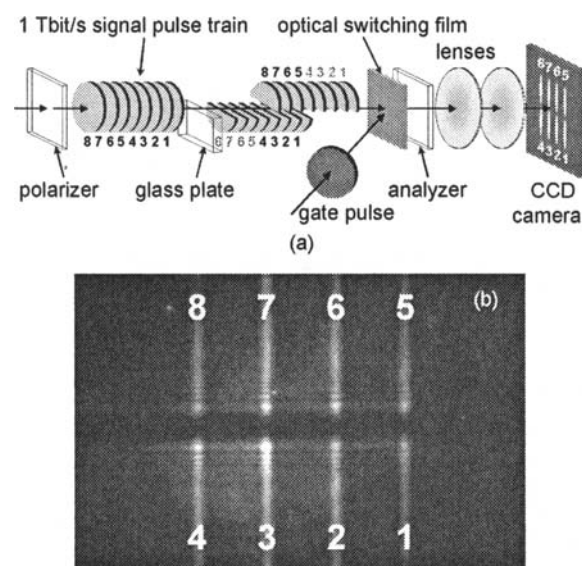 1 Tbit/s signal pulse train
optical switching film
lenses
87654321
8765
87654321
87654321
4321
polarizer
glass plate
gate pulse
analyzer
CCD
camera
(a)
8 7 6 5
(b)
4 3 2 1